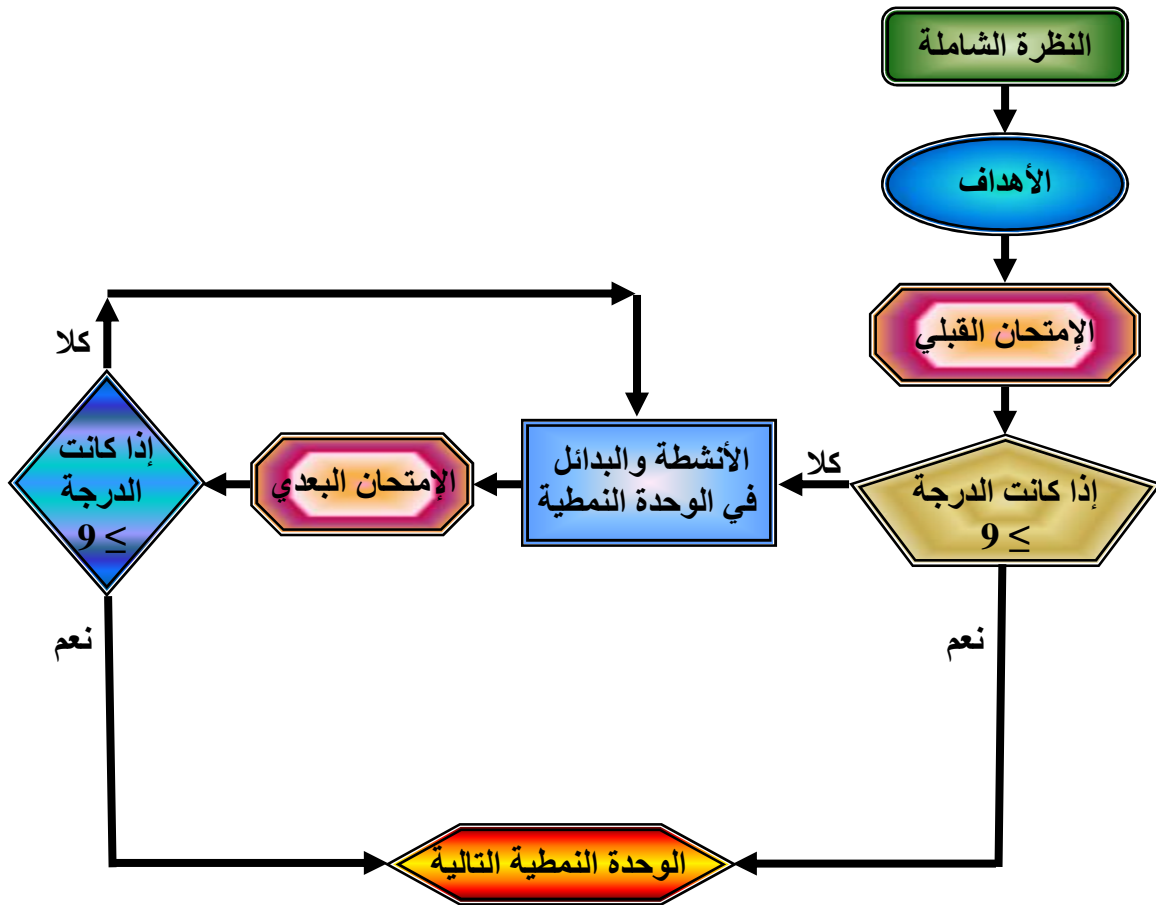 النظرة الشاملة
الأهداف
الإمتحان القبلي
إذا كانت الدرجة
≥ 9
كلا
نعم
الأنشطة والبدائل
في الوحدة النمطية
الإمتحان البعدي
إذا كانت
الدرجة
≥ 9
كلا
نعم
الوحدة النمطية التالية